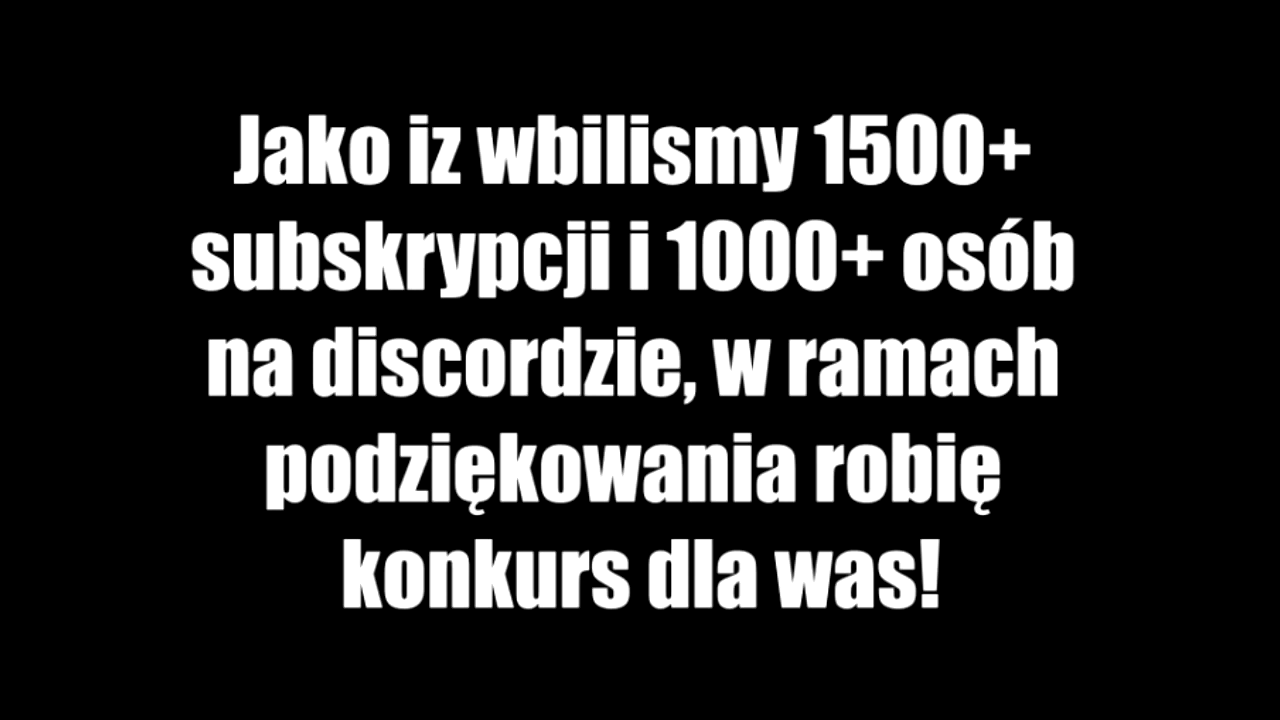 Jako iz wbilismy 1500+
subskrypcji i 1000+ osób
na discordzie, w ramach
podziękowania robię
konkurs dla was!